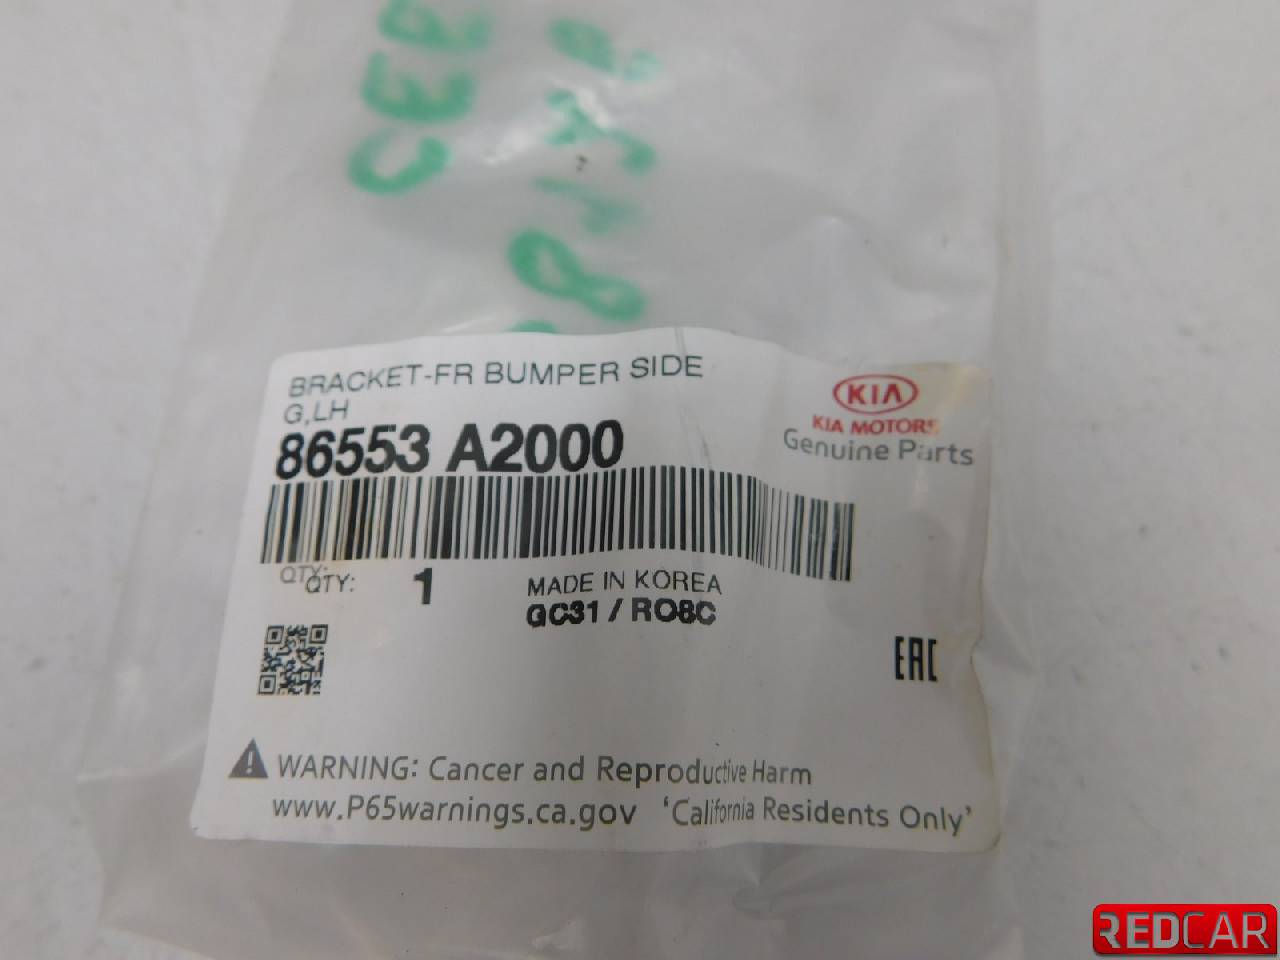 BRACKET-FR BUMPER SIDE
G,LH
86553 A2000
KIA
KIA MOTORS
Genuine Parts
QTY:
QTY: 1
MADE IN KOREA
GC31 / RO8C
EAC
WARNING: Cancer and Reproductive Harm
www.P65warnings.ca.gov 'California Residents Only'
REDCAR